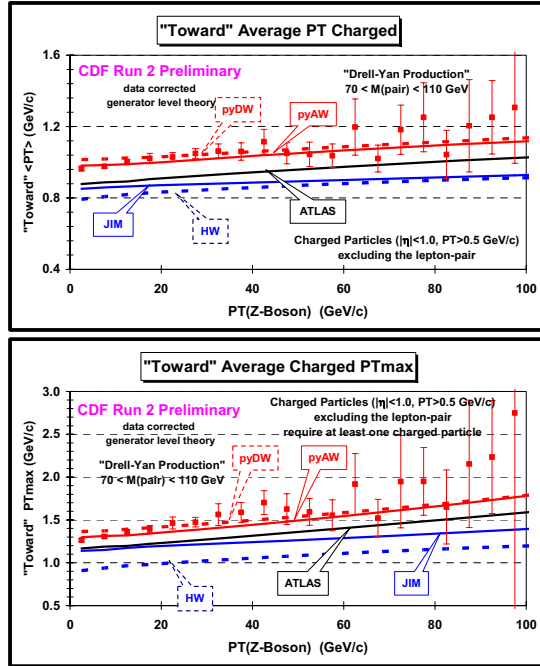 "Toward" Average PT Charged
1.6
1.2
0.8
0.4
"Toward" <PT> (GeV/c)
CDF Run 2 Preliminary
data corrected
generator level theory
"Drell-Yan Production"
70 < M(pair) < 110 GeV
pyDW
pyAW
JIM
HW
ATLAS
Charged Particles (|η|<1.0, PT>0.5 GeV/c)
excluding the lepton-pair
0 20 40 60 80 100
PT(Z-Boson) (GeV/c)
"Toward" Average Charged PTmax
3.0
2.5
2.0
1.5
1.0
0.5
"Toward" PTmax (GeV/c)
CDF Run 2 Preliminary
data corrected
generator level theory
Charged Particles (|η|<1.0, PT>0.5 GeV/c)
excluding the lepton-pair
require at least one charged particle
"Drell-Yan Production"
70 < M(pair) < 110 GeV
pyDW
pyAW
HW
ATLAS
JIM
0 20 40 60 80 100
PT(Z-Boson) (GeV/c)